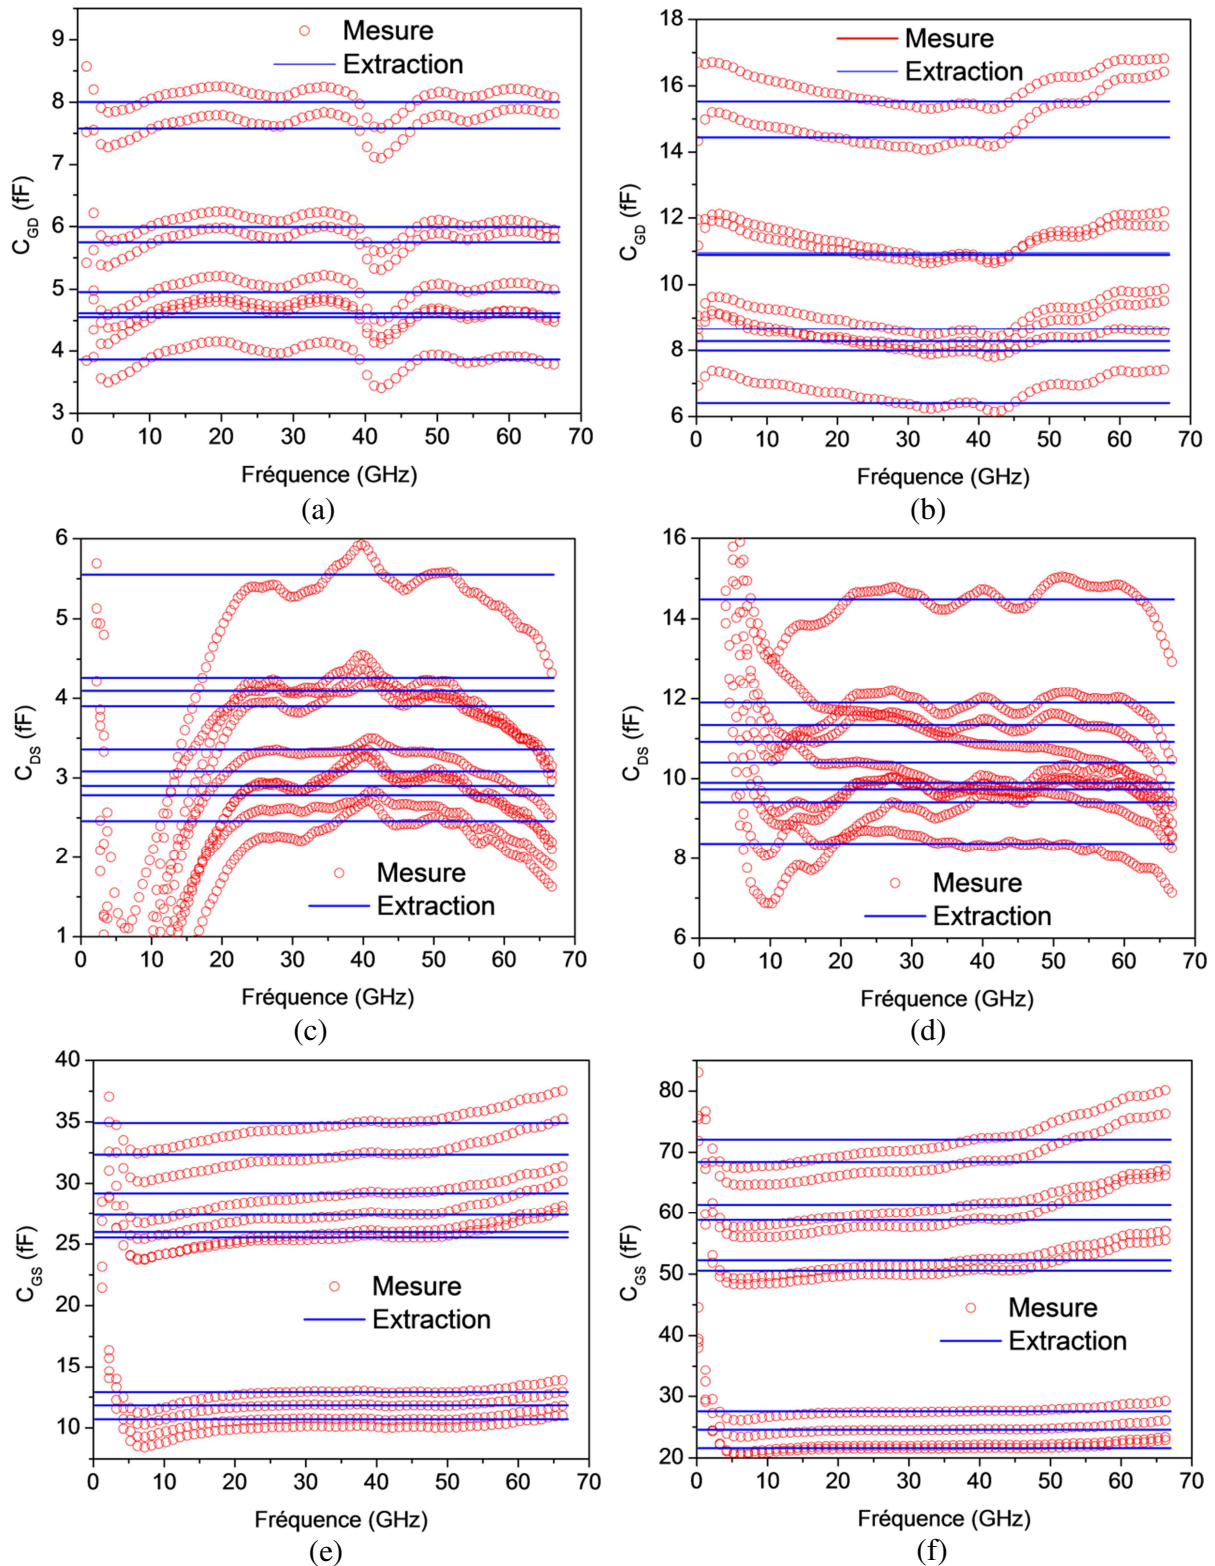 9
8
7
6
5
4
3
C_GD (fF)
Mesure
Extraction
0 10 20 30 40 50 60 70
Fréquence (GHz)
(a)
18
16
14
12
10
8
6
C_GD (fF)
Mesure
Extraction
0 10 20 30 40 50 60 70
Fréquence (GHz)
(b)
6
5
4
3
2
1
C_DS (fF)
Mesure
Extraction
0 10 20 30 40 50 60 70
Fréquence (GHz)
(c)
16
14
12
10
8
6
C_DS (fF)
Mesure
Extraction
0 10 20 30 40 50 60 70
Fréquence (GHz)
(d)
40
35
30
25
20
15
10
C_GS (fF)
Mesure
Extraction
0 10 20 30 40 50 60 70
Fréquence (GHz)
(e)
80
70
60
50
40
30
20
C_GS (fF)
Mesure
Extraction
0 10 20 30 40 50 60 70
Fréquence (GHz)
(f)